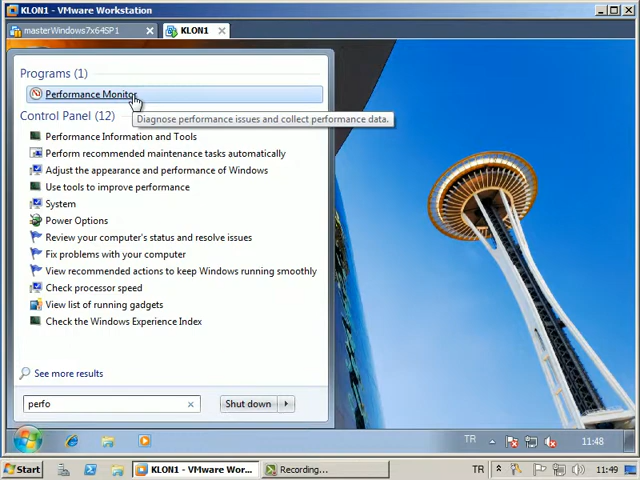 KLON1 - VMware Workstation
masterWindows7x64SP1
KLON1
Programs (1)
Performance Monitor
Diagnose performance issues and collect performance data.
Control Panel (12)
Performance Information and Tools
Perform recommended maintenance tasks automatically
Adjust the appearance and performance of Windows
Use tools to improve performance
System
Power Options
Review your computer's status and resolve issues
Fix problems with your computer
View recommended actions to keep Windows running smoothly
Check processor speed
View list of running gadgets
Check the Windows Experience Index
See more results
perfo
Shut down
TR
11:48
Start
KLON1 - VMware Wor...
Recording...
TR
11:49